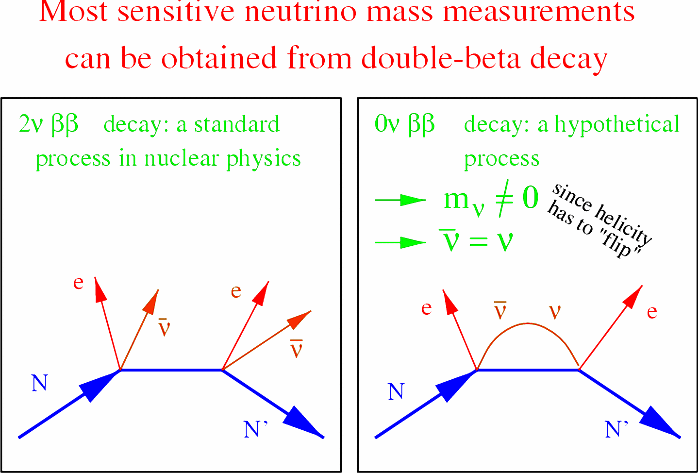 Most sensitive neutrino mass measurements
can be obtained from double-beta decay
2ν ββ decay: a standard
process in nuclear physics
e
ν̅
e
ν̅
N
N'
0ν ββ decay: a hypothetical
process
m_ν ≠ 0
since helicity
has to "flip"
ν̅ = ν
e
ν̅
ν
e
N
N'